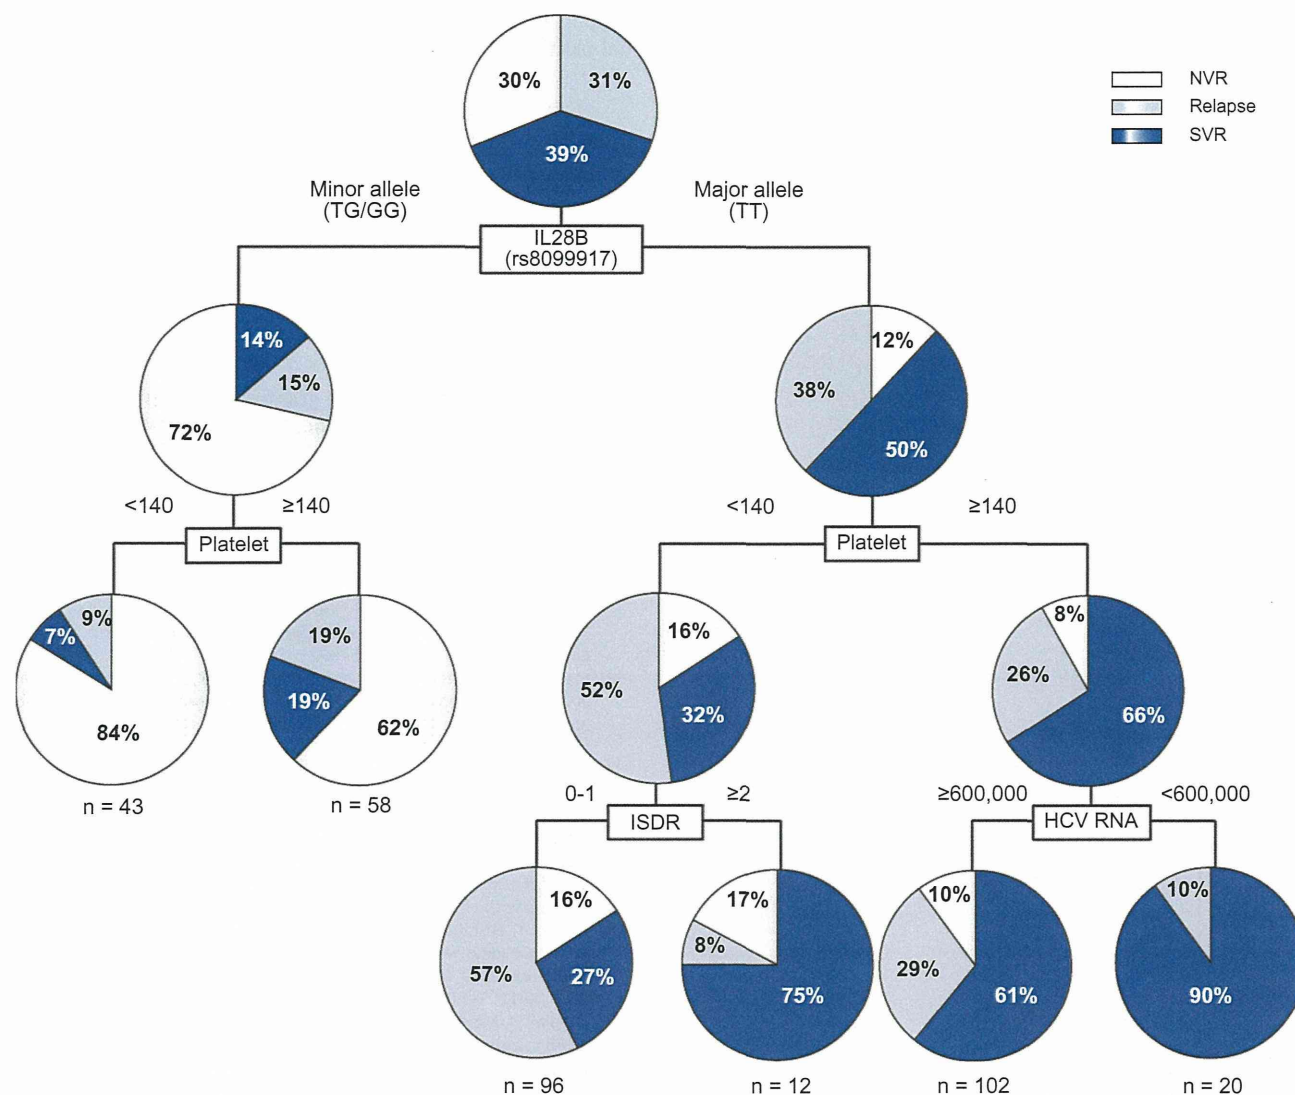 30%
31%
39%
NVR
Relapse
SVR
Minor allele
(TG/GG)
Major allele
(TT)
IL28B
(rs8099917)
14%
15%
72%
12%
38%
50%
<140
≥140
Platelet
<140
≥140
Platelet
9%
7%
84%
n = 43
19%
19%
62%
n = 58
16%
52%
32%
8%
26%
66%
0-1
≥2
ISDR
≥600,000
<600,000
HCV RNA
16%
57%
27%
n = 96
17%
8%
75%
n = 12
10%
29%
61%
n = 102
10%
90%
n = 20